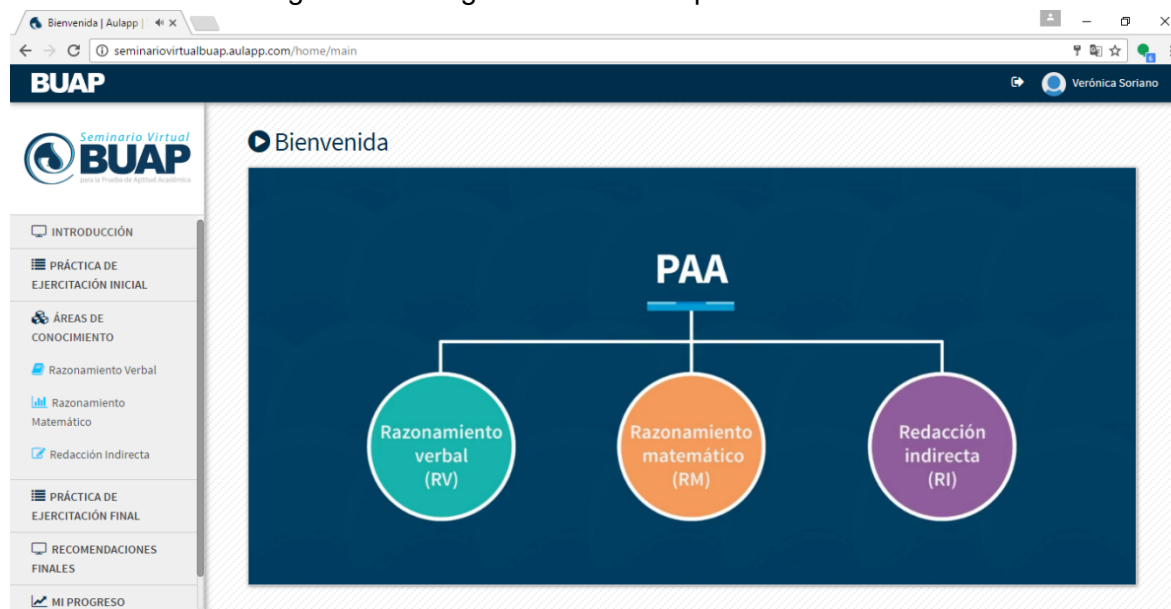 Bienvenida | Aulapp |
seminariovirtualbuap.aulapp.com/home/main
BUAP
Verónica Soriano
Seminario Virtual
BUAP
para la Prueba de Aptitud Académica
Bienvenida
INTRODUCCIÓN
PRÁCTICA DE
EJERCITACIÓN INICIAL
ÁREAS DE
CONOCIMIENTO
Razonamiento Verbal
Razonamiento
Matemático
Redacción Indirecta
PRÁCTICA DE
EJERCITACIÓN FINAL
RECOMENDACIONES
FINALES
MI PROGRESO
PAA
Razonamiento
verbal
(RV)
Razonamiento
matemático
(RM)
Redacción
indirecta
(RI)